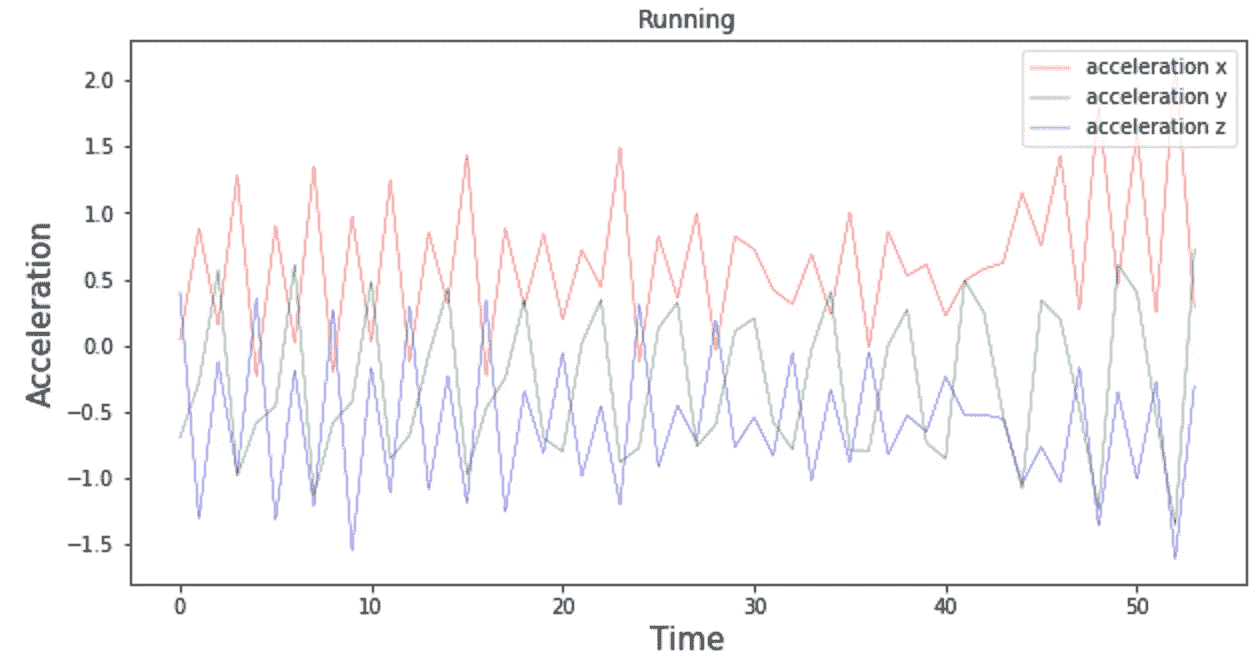 Running
acceleration x
acceleration y
acceleration z
2.0
1.5
1.0
0.5
0.0
−0.5
−1.0
−1.5
Acceleration
0 10 20 30 40 50
Time